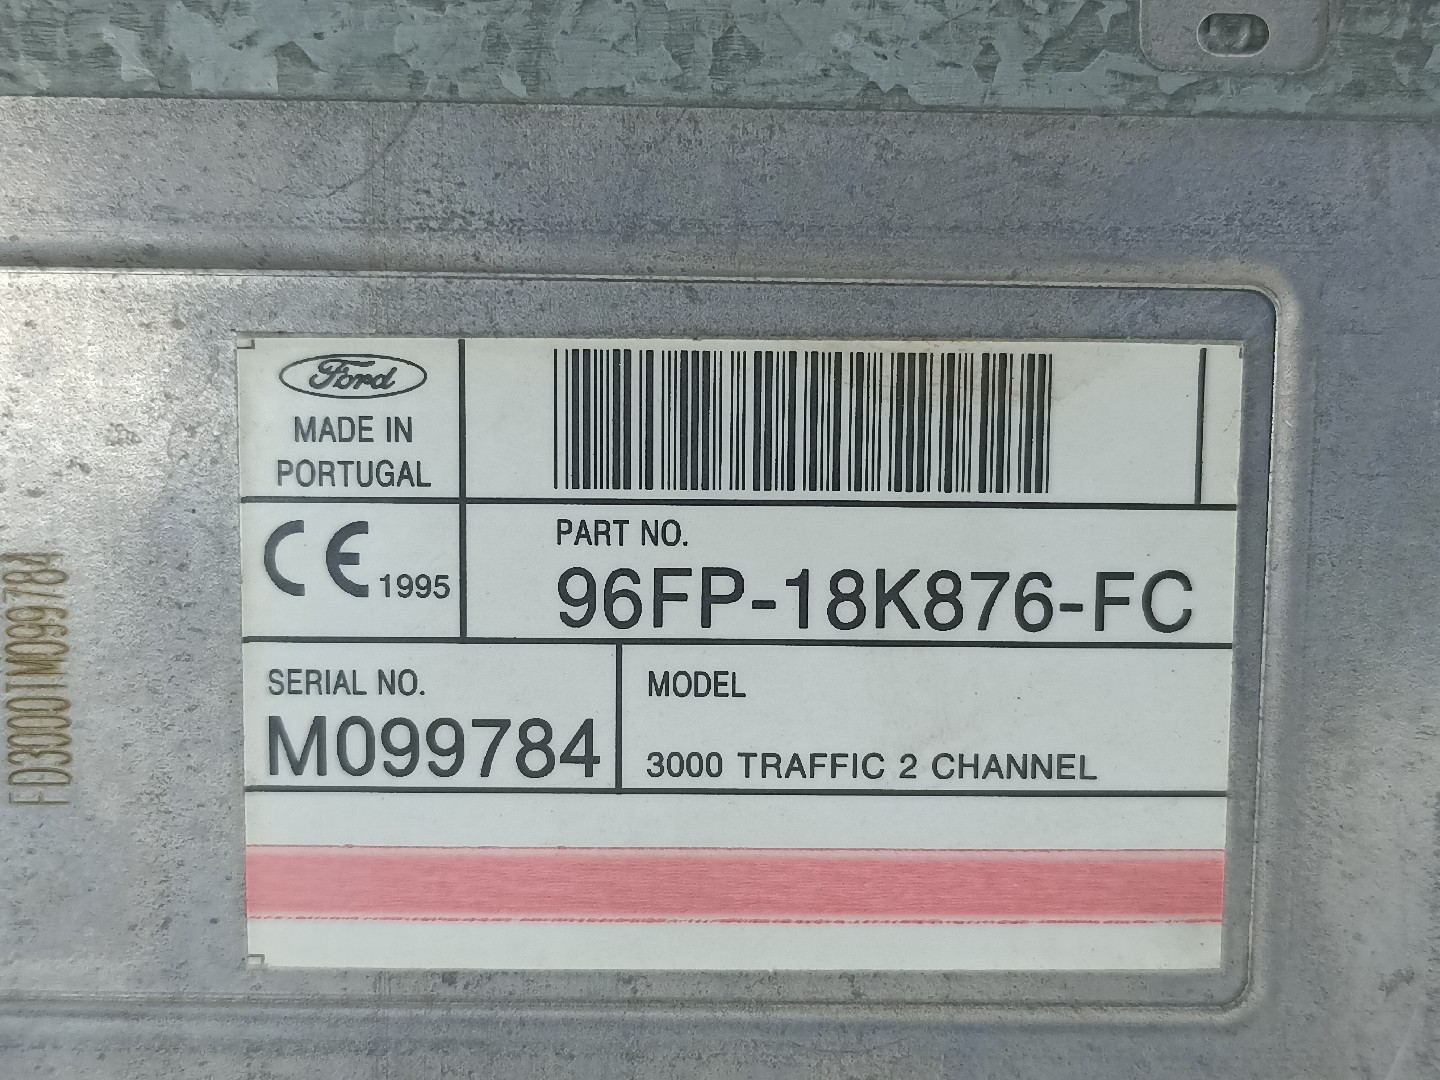 Ford
MADE IN
PORTUGAL
CE 1995
PART NO.
96FP-18K876-FC
SERIAL NO.
M099784
MODEL
3000 TRAFFIC 2 CHANNEL
FD3000TM099784